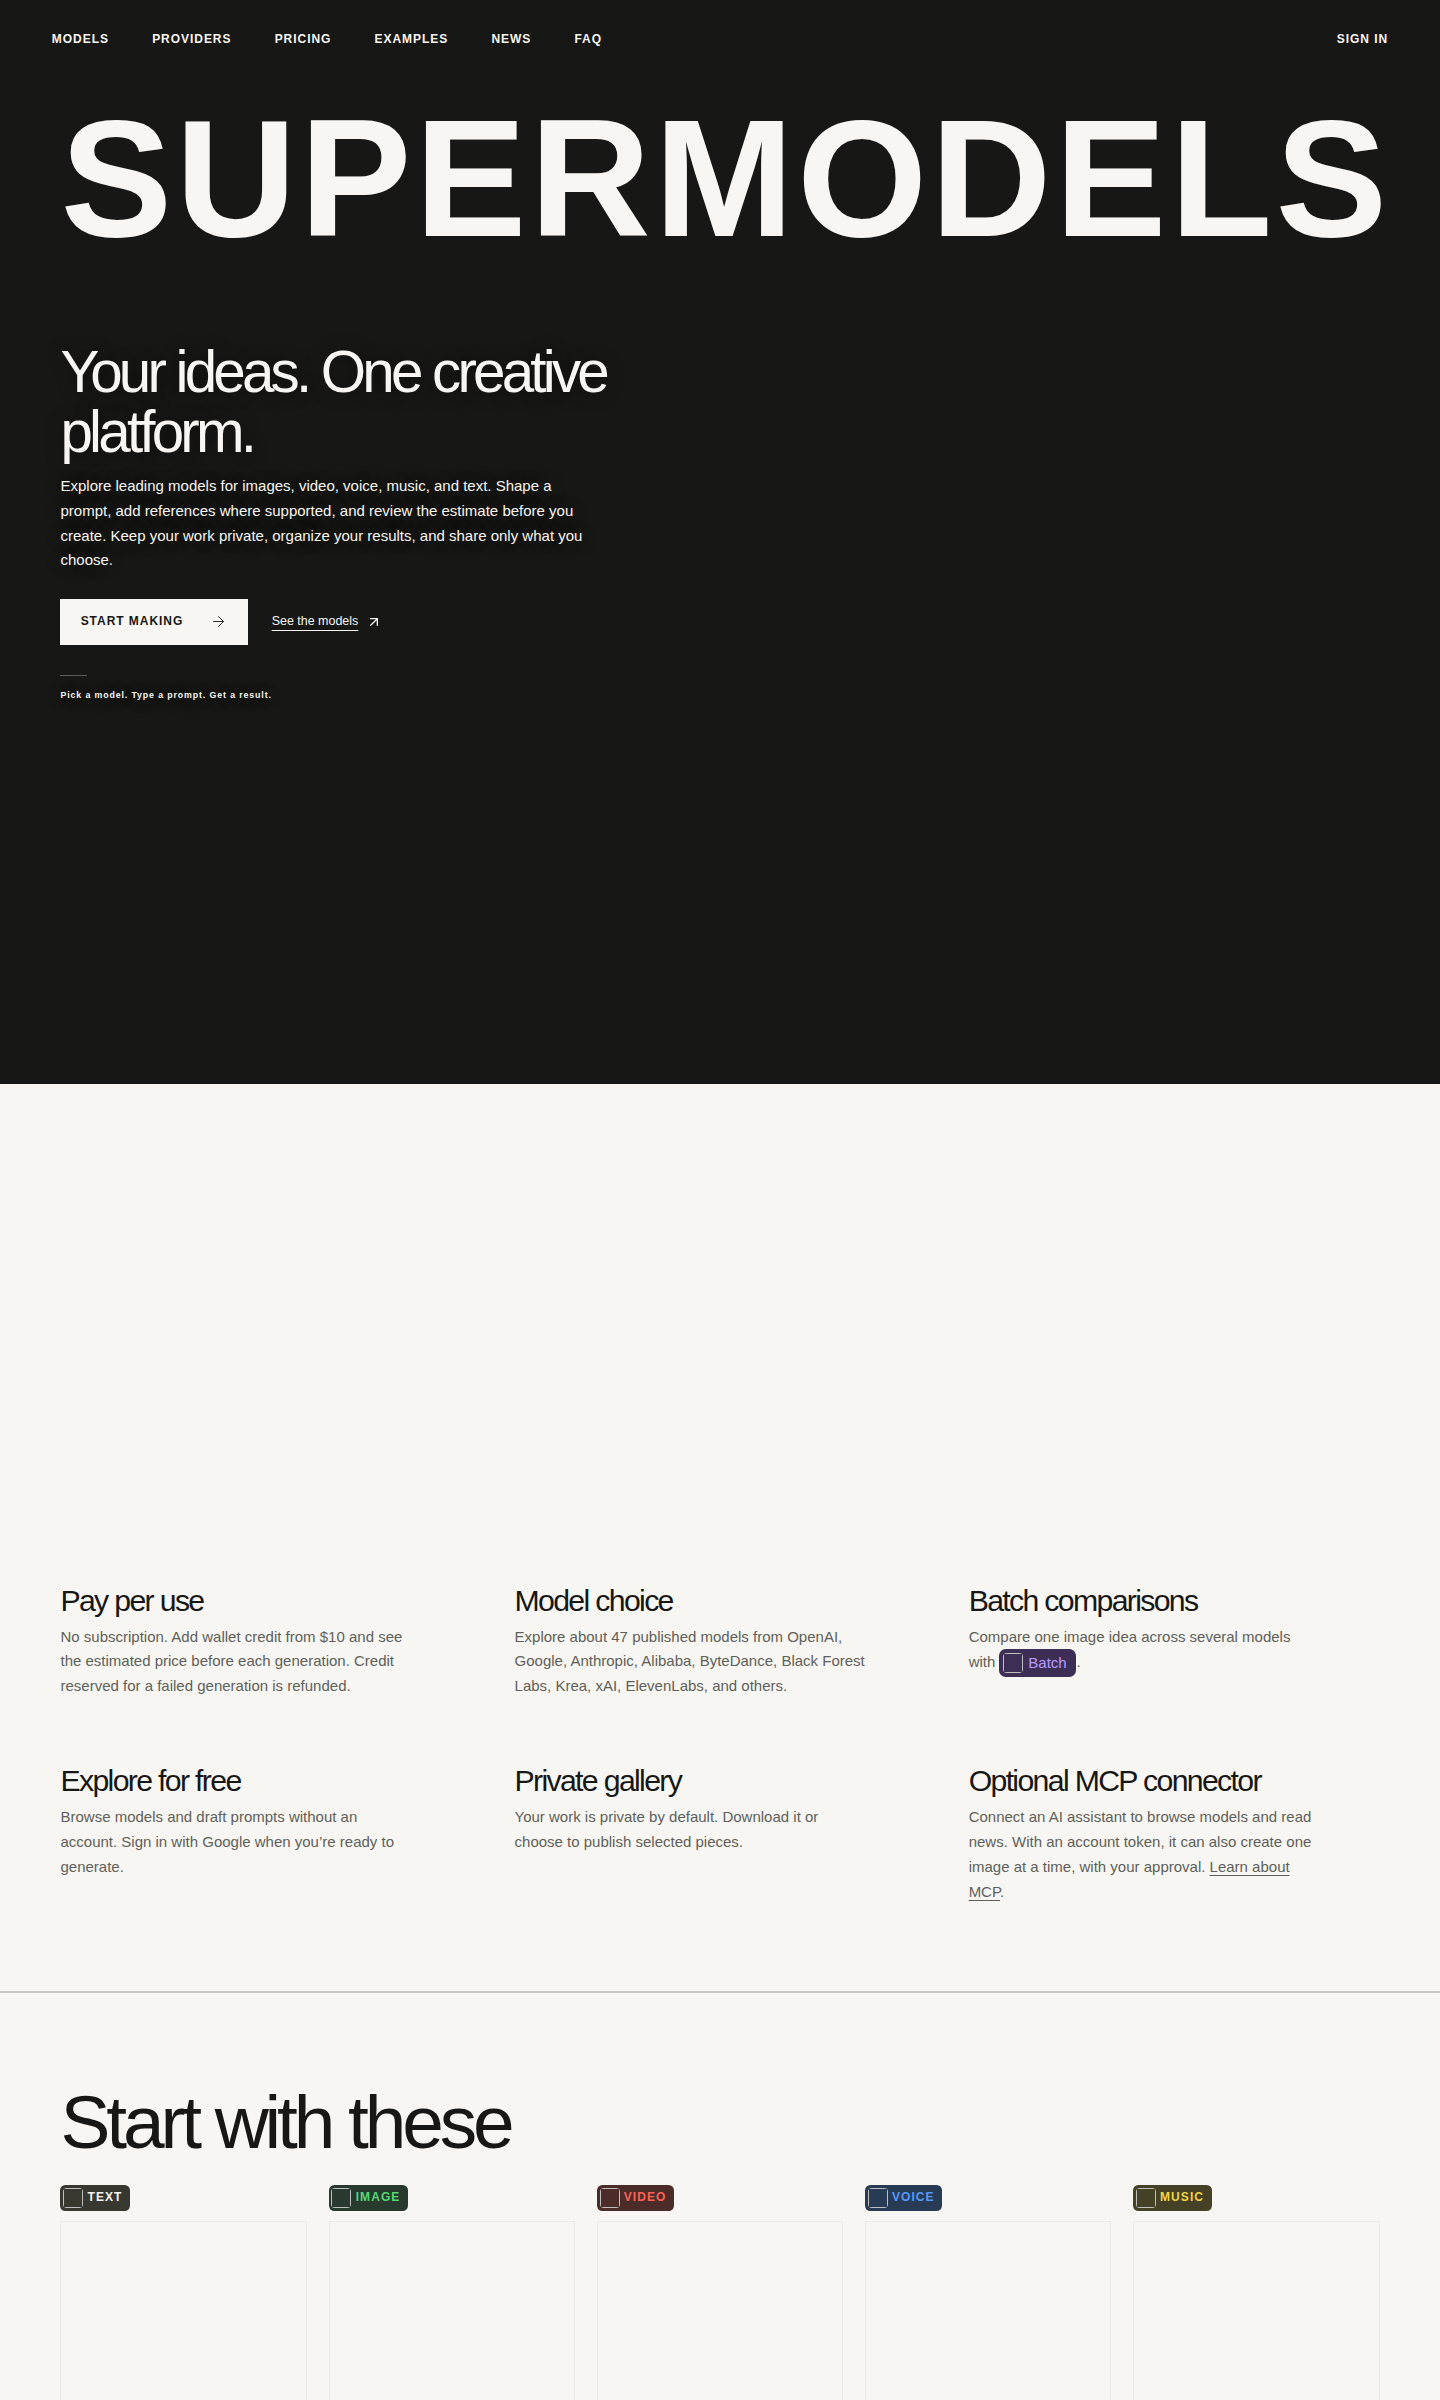 MODELS PROVIDERS PRICING EXAMPLES NEWS FAQ SIGN IN
SUPERMODELS
Your ideas. One creative
platform.
Explore leading models for images, video, voice, music, and text. Shape a
prompt, add references where supported, and review the estimate before you
create. Keep your work private, organize your results, and share only what you
choose.
START MAKING
See the models
Pick a model. Type a prompt. Get a result.
Pay per use
No subscription. Add wallet credit from $10 and see
the estimated price before each generation. Credit
reserved for a failed generation is refunded.
Model choice
Explore about 47 published models from OpenAI,
Google, Anthropic, Alibaba, ByteDance, Black Forest
Labs, Krea, xAI, ElevenLabs, and others.
Batch comparisons
Compare one image idea across several models
with Batch.
Explore for free
Browse models and draft prompts without an
account. Sign in with Google when you’re ready to
generate.
Private gallery
Your work is private by default. Download it or
choose to publish selected pieces.
Optional MCP connector
Connect an AI assistant to browse models and read
news. With an account token, it can also create one
image at a time, with your approval. Learn about
MCP.
Start with these
TEXT IMAGE VIDEO VOICE MUSIC